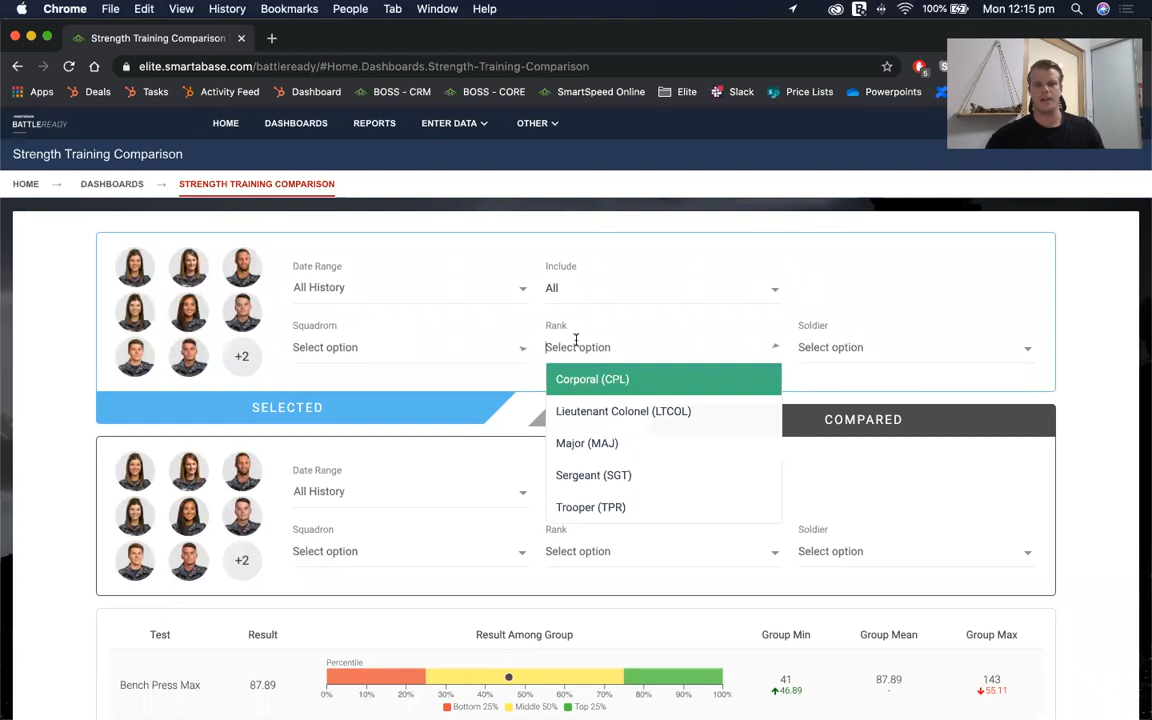 Chrome File Edit View History Bookmarks People Tab Window Help 100% Mon 12:15 pm
Strength Training Comparison
elite.smartabase.com/battleready/#Home.Dashboards.Strength-Training-Comparison
Apps Deals Tasks Activity Feed Dashboard BOSS - CRM BOSS - CORE SmartSpeed Online Elite Slack Price Lists Powerpoints
BATTLEREADY HOME DASHBOARDS REPORTS ENTER DATA OTHER
Strength Training Comparison
HOME → DASHBOARDS → STRENGTH TRAINING COMPARISON
Date Range Include
All History All
Squadrom Rank Soldier
Select option Select option Select option
+2
Corporal (CPL)
SELECTED Lieutenant Colonel (LTCOL) COMPARED
Major (MAJ)
Sergeant (SGT)
Trooper (TPR)
Date Range
All History
Squadron Rank Soldier
Select option Select option Select option
+2
Test Result Result Among Group Group Min Group Mean Group Max
Percentile
Bench Press Max 87.89 41 87.89 143
46.89 - 55.11
0% 10% 20% 30% 40% 50% 60% 70% 80% 90% 100%
Bottom 25% Middle 50% Top 25%